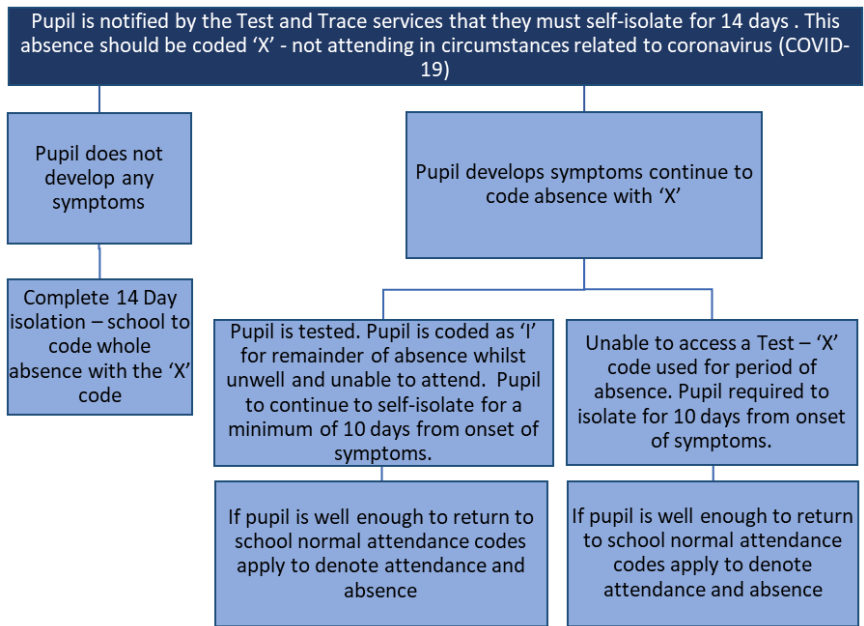 Pupil is notified by the Test and Trace services that they must self-isolate for 14 days . This
absence should be coded ‘X’ - not attending in circumstances related to coronavirus (COVID-
19)
Pupil does not
develop any
symptoms
Pupil develops symptoms continue to
code absence with ‘X’
Complete 14 Day
isolation – school to
code whole
absence with the ‘X’
code
Pupil is tested. Pupil is coded as ‘I’
for remainder of absence whilst
unwell and unable to attend.  Pupil
to continue to self-isolate for a
minimum of 10 days from onset of
symptoms.
Unable to access a Test – ‘X’
code used for period of
absence. Pupil required to
isolate for 10 days from onset
of symptoms.
If pupil is well enough to return to
school normal attendance codes
apply to denote attendance and
absence
If pupil is well enough to return
to school normal attendance
codes apply to denote
attendance and absence